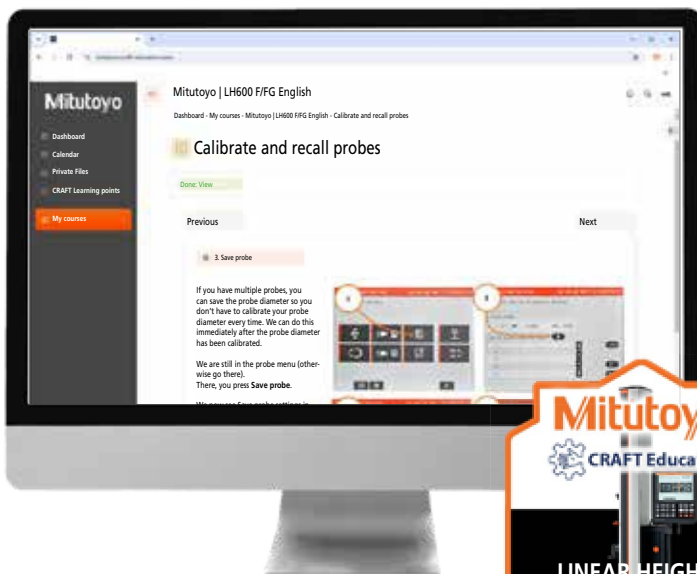 Mitutoyo
Dashboard
Calendar
Private Files
CRAFT Learning points
My courses
Mitutoyo | LH600 F/FG English
Dashboard - My courses - Mitutoyo | LH600 F/FG English - Calibrate and recall probes
Calibrate and recall probes
Done: View
Previous
Next
3. Save probe
If you have multiple probes, you
can save the probe diameter so you
don't have to calibrate your probe
diameter every time. We can do this
immediately after the probe diameter
has been calibrated.
We are still in the probe menu (other-
wise go there).
There, you press Save probe.
Mitutoy
CRAFT Educa
LINEAR HEIGH